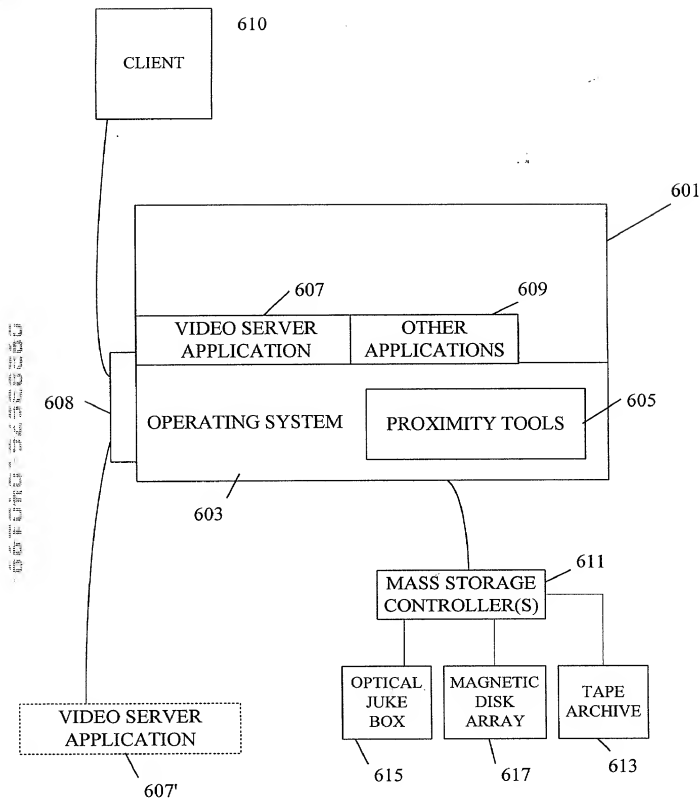 610
CLIENT
601
607
609
VIDEO SERVER
APPLICATION
OTHER
APPLICATIONS
608
OPERATING SYSTEM
PROXIMITY TOOLS
605
603
611
MASS STORAGE
CONTROLLER(S)
OPTICAL
JUKE
BOX
MAGNETIC
DISK
ARRAY
TAPE
ARCHIVE
615
617
613
VIDEO SERVER
APPLICATION
607'